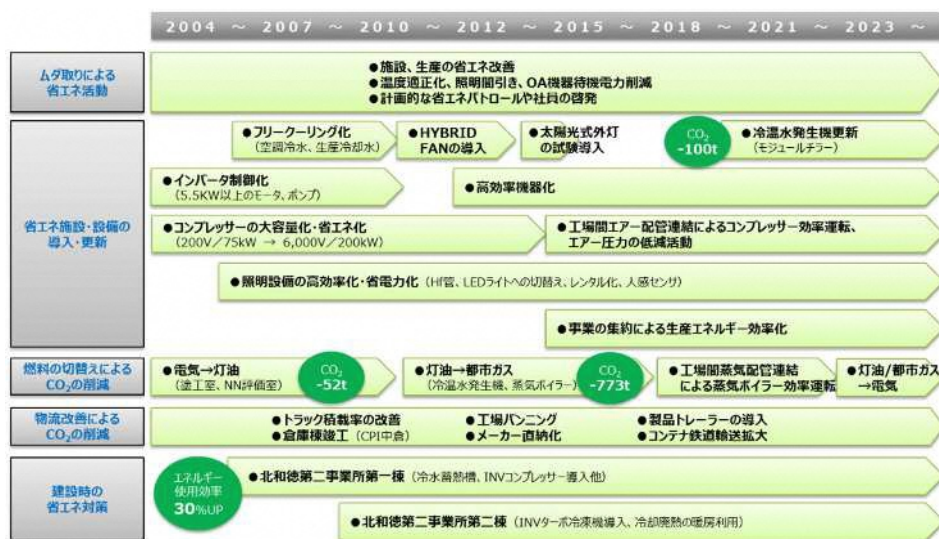 2004 ～ 2007 ～ 2010 ～ 2012 ～ 2015 ～ 2018 ～ 2021 ～ 2023 ～
ムダ取りによる
省エネ活動
●施設、生産の省エネ改善
●温度適正化、照明間引き、OA機器待機電力削減
●計画的な省エネパトロールや社員の啓発
省エネ施設・設備の
導入・更新
●フリークーリング化
(空調冷水、生産冷却水)
●HYBRID
FANの導入
●太陽光式外灯
の試験導入
CO2
-100t
●冷温水発生機更新
(モジュールチラー)
●インバータ制御化
(5.5KW以上のモータ、ポンプ)
●高効率機器化
●コンプレッサーの大容量化・省エネ化
(200V／75kW → 6,000V／200kW)
●工場間エアー配管連結によるコンプレッサー効率運転、
エアー圧力の低減活動
●照明設備の高効率化・省電力化 (Hf管、LEDライトへの切替え、レンタル化、人感センサ)
●事業の集約による生産エネルギー効率化
燃料の切替えによる
CO2の削減
●電気→灯油
(塗工室、NN評価室)
CO2
-52t
●灯油→都市ガス
(冷温水発生機、蒸気ボイラー)
CO2
-773t
●工場間蒸気配管連結
による蒸気ボイラー効率運転
●灯油/都市ガス
→電気
物流改善による
CO2の削減
●トラック積載率の改善
●倉庫棟竣工 (CPI中倉)
●工場バンニング
●メーカー直納化
●製品トレーラーの導入
●コンテナ鉄道輸送拡大
建設時の
省エネ対策
エネルギー
使用効率
30%UP
●北和徳第二事業所第一棟 (冷水蓄熱槽、INVコンプレッサー導入他)
●北和徳第二事業所第二棟 (INVターボ冷凍機導入、冷却廃熱の暖房利用)